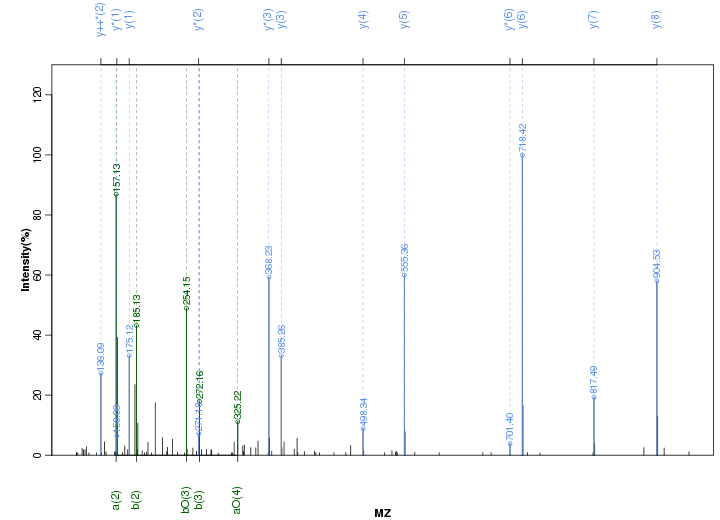 y++*(2)
y*(1)
y(1)
y*(2)
y*(3)
y(3)
y(4)
y(5)
y*(6)
y(6)
y(7)
y(8)
Intensity(%)
0
20
40
60
80
100
120
136.09
157.13
175.12
185.13
254.15
272.16
325.22
368.23
385.26
498.34
555.36
701.40
718.42
817.49
904.53
a(2)
b(2)
bO(3)
b(3)
aO(4)
MZ